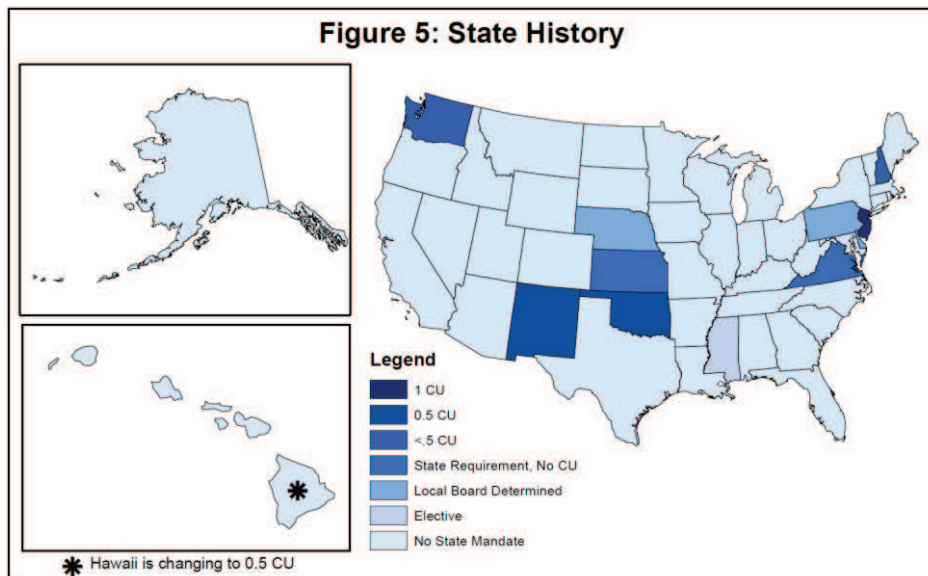 Figure 5: State History
Legend
1 CU
0.5 CU
<.5 CU
State Requirement, No CU
Local Board Determined
Elective
No State Mandate
Hawaii is changing to 0.5 CU